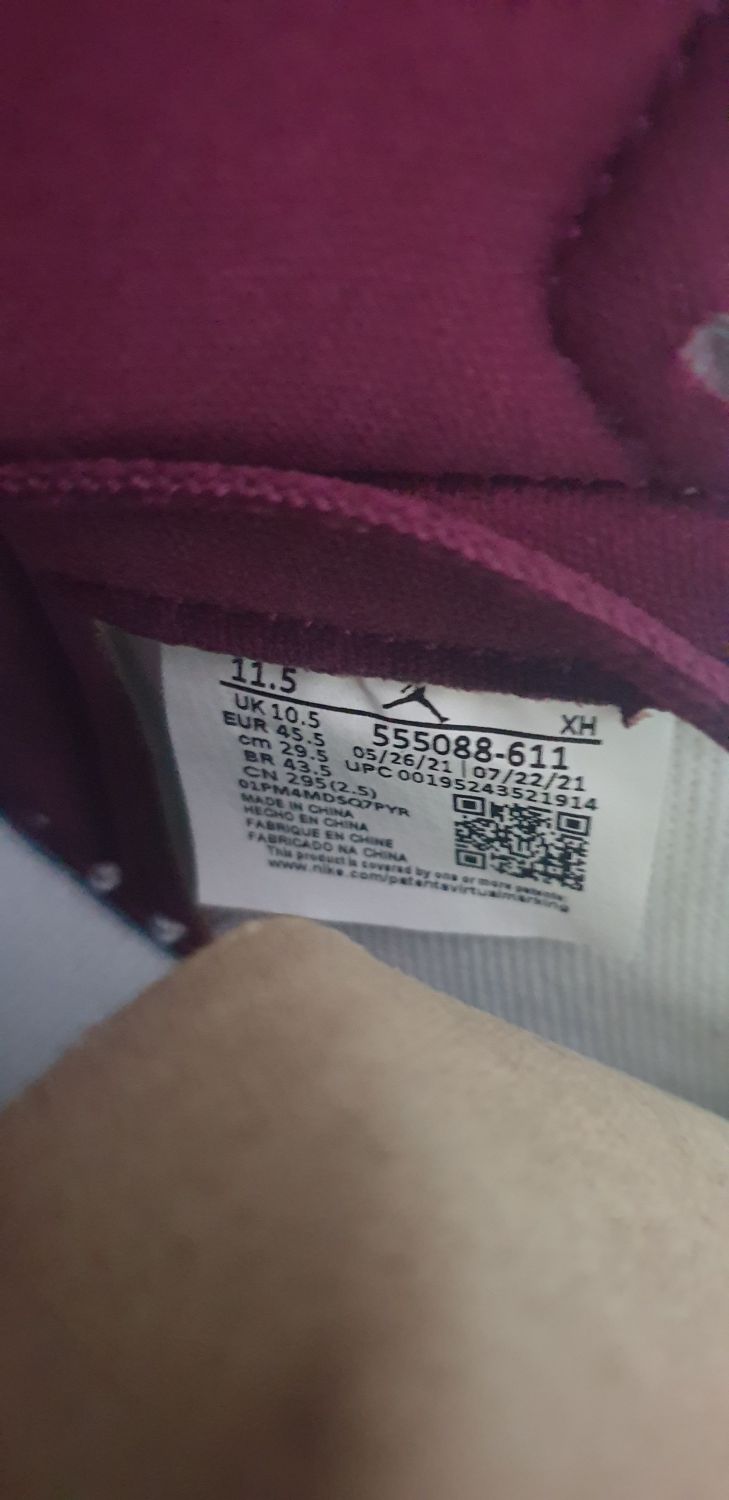 11.5
XH
UK 10.5
555088-611
EUR 45.5
05/26/21 | 07/22/21
cm 29.5
UPC 00195243521914
BR 43.5
CN 295(2.5)
01PM4MDSQ7PYR
MADE IN CHINA
HECHO EN CHINA
FABRIQUE EN CHINE
FABRICADO NA CHINA
This product is covered by one or more patents:
www.nike.com/patentsvirtualmarking